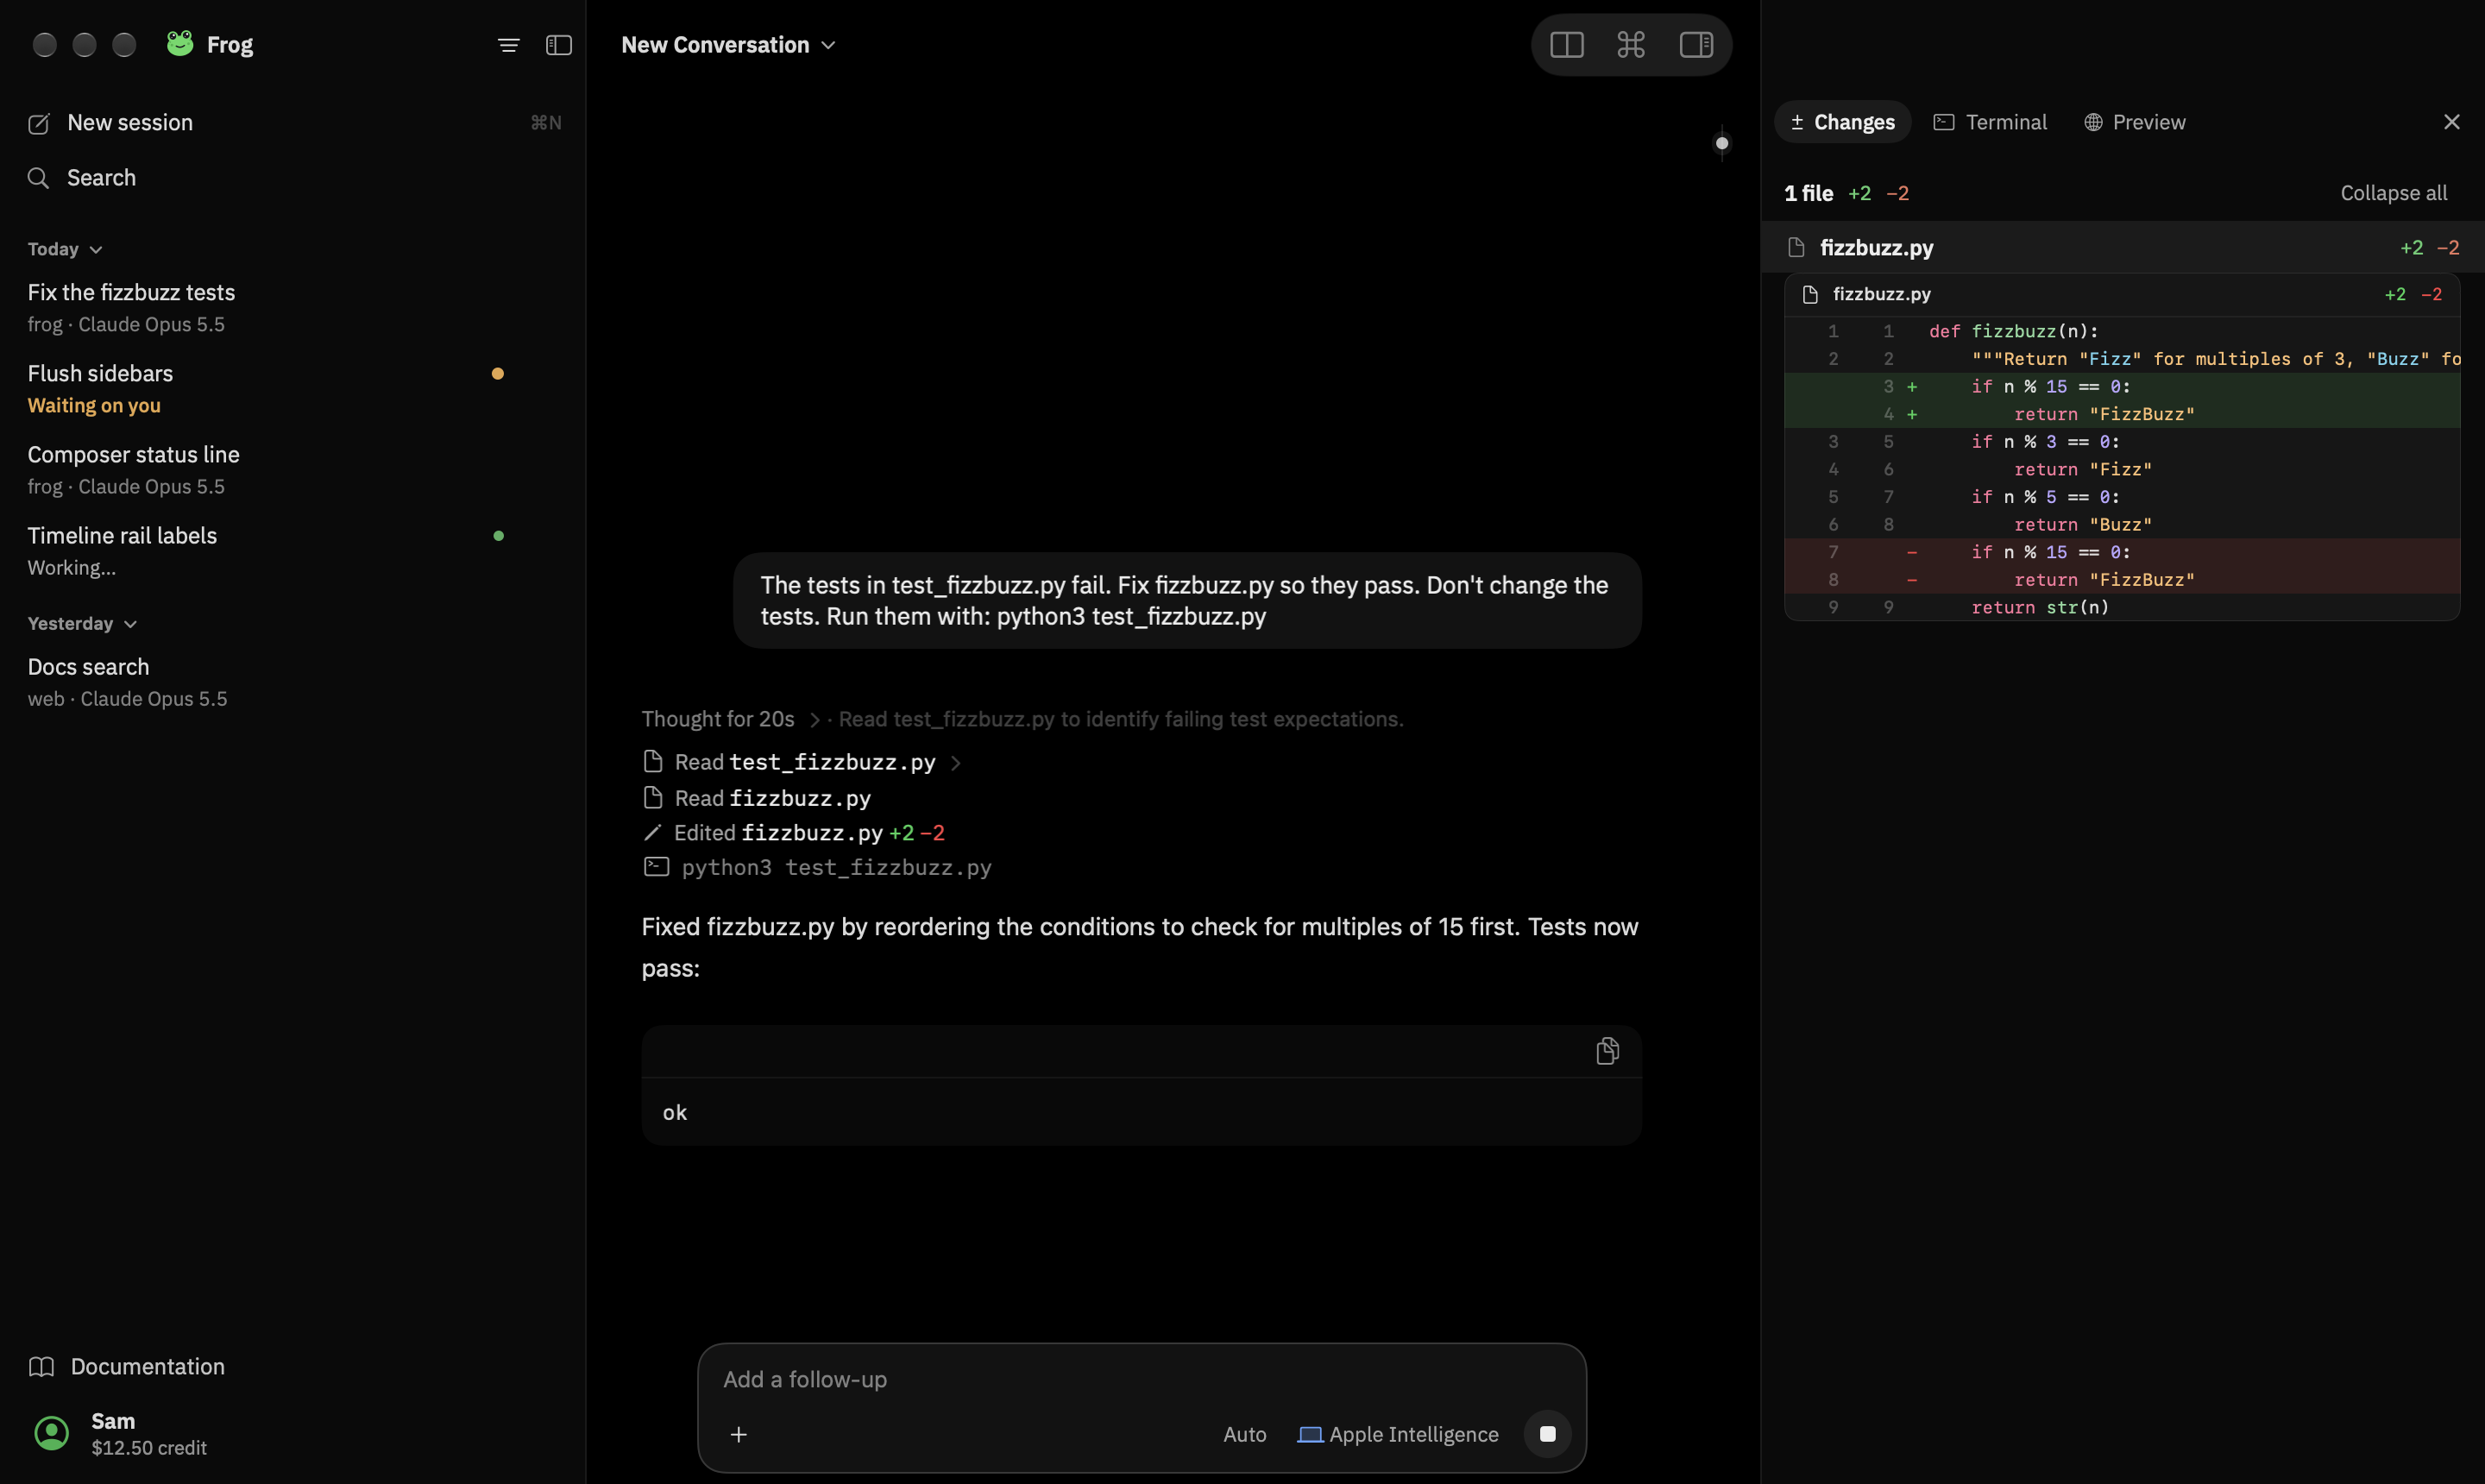 Frog
New session ⌘N
Search
Today
Fix the fizzbuzz tests
frog · Claude Opus 5.5
Flush sidebars
Waiting on you
Composer status line
frog · Claude Opus 5.5
Timeline rail labels
Working...
Yesterday
Docs search
web · Claude Opus 5.5
Documentation
Sam
$12.50 credit
New Conversation
The tests in test_fizzbuzz.py fail. Fix fizzbuzz.py so they pass. Don't change the
tests. Run them with: python3 test_fizzbuzz.py
Thought for 20s > · Read test_fizzbuzz.py to identify failing test expectations.
Read test_fizzbuzz.py >
Read fizzbuzz.py
Edited fizzbuzz.py +2 −2
python3 test_fizzbuzz.py
Fixed fizzbuzz.py by reordering the conditions to check for multiples of 15 first. Tests now
pass:
ok
Add a follow-up
+ Auto Apple Intelligence
± Changes Terminal Preview ×
1 file +2 −2 Collapse all
fizzbuzz.py +2 −2
fizzbuzz.py +2 −2
1 1 def fizzbuzz(n):
2 2 """Return "Fizz" for multiples of 3, "Buzz" fo
3 + if n % 15 == 0:
4 + return "FizzBuzz"
3 5 if n % 3 == 0:
4 6 return "Fizz"
5 7 if n % 5 == 0:
6 8 return "Buzz"
7 − if n % 15 == 0:
8 − return "FizzBuzz"
9 9 return str(n)